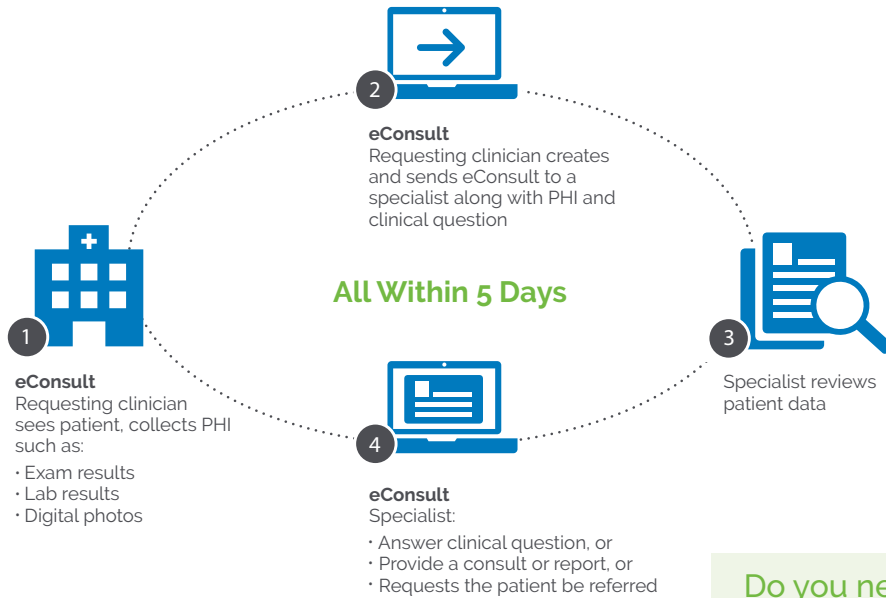 2
eConsult
Requesting clinician creates
and sends eConsult to a
specialist along with PHI and
clinical question
All Within 5 Days
1
eConsult
Requesting clinician
sees patient, collects PHI
such as:
· Exam results
· Lab results
· Digital photos
3
Specialist reviews
patient data
4
eConsult
Specialist:
· Answer clinical question, or
· Provide a consult or report, or
· Requests the patient be referred
Do you ne